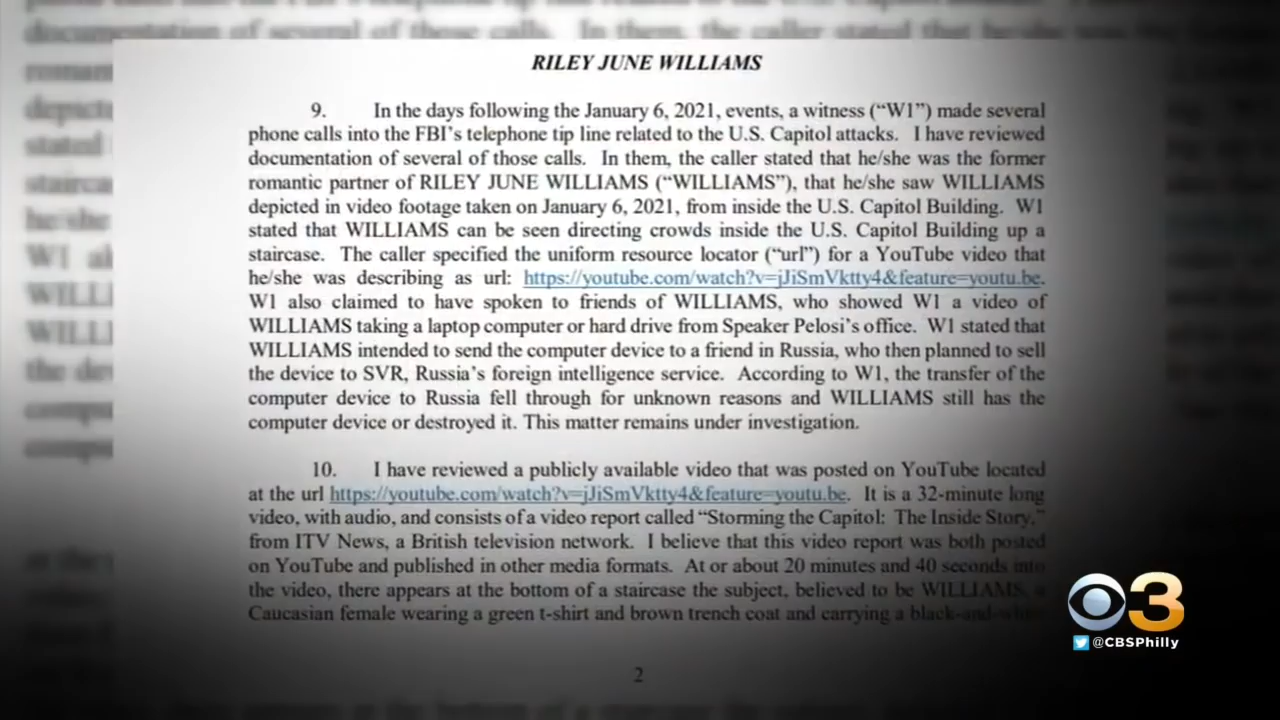 RILEY JUNE WILLIAMS
9. In the days following the January 6, 2021, events, a witness (“W1”) made several
phone calls into the FBI’s telephone tip line related to the U.S. Capitol attacks. I have reviewed
documentation of several of those calls. In them, the caller stated that he/she was the former
romantic partner of RILEY JUNE WILLIAMS (“WILLIAMS”), that he/she saw WILLIAMS
depicted in video footage taken on January 6, 2021, from inside the U.S. Capitol Building. W1
stated that WILLIAMS can be seen directing crowds inside the U.S. Capitol Building up a
staircase. The caller specified the uniform resource locator (“url”) for a YouTube video that
he/she was describing as url: https://youtube.com/watch?v=jJiSmVktty4&feature=youtu.be.
W1 also claimed to have spoken to friends of WILLIAMS, who showed W1 a video of
WILLIAMS taking a laptop computer or hard drive from Speaker Pelosi’s office. W1 stated that
WILLIAMS intended to send the computer device to a friend in Russia, who then planned to sell
the device to SVR, Russia’s foreign intelligence service. According to W1, the transfer of the
computer device to Russia fell through for unknown reasons and WILLIAMS still has the
computer device or destroyed it. This matter remains under investigation.
10. I have reviewed a publicly available video that was posted on YouTube located
at the url https://youtube.com/watch?v=jJiSmVktty4&feature=youtu.be. It is a 32-minute long
video, with audio, and consists of a video report called “Storming the Capitol: The Inside Story,”
from ITV News, a British television network. I believe that this video report was both posted
on YouTube and published in other media formats. At or about 20 minutes and 40 seconds into
the video, there appears at the bottom of a staircase the subject, believed to be WILLIAMS, a
Caucasian female wearing a green t-shirt and brown trench coat and carrying a black-and-white
2
3
@CBSPhilly